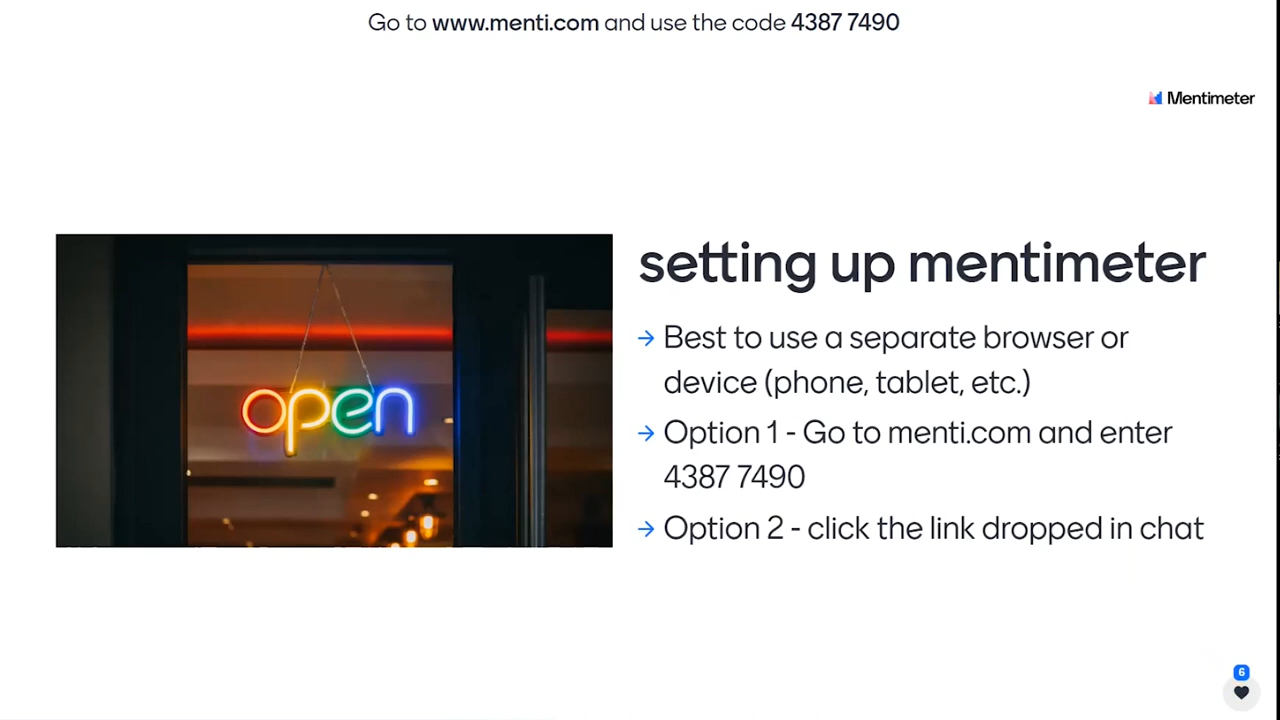 Go to www.menti.com and use the code 4387 7490
Mentimeter
open
setting up mentimeter
→ Best to use a separate browser or
device (phone, tablet, etc.)
→ Option 1 - Go to menti.com and enter
4387 7490
→ Option 2 - click the link dropped in chat
6